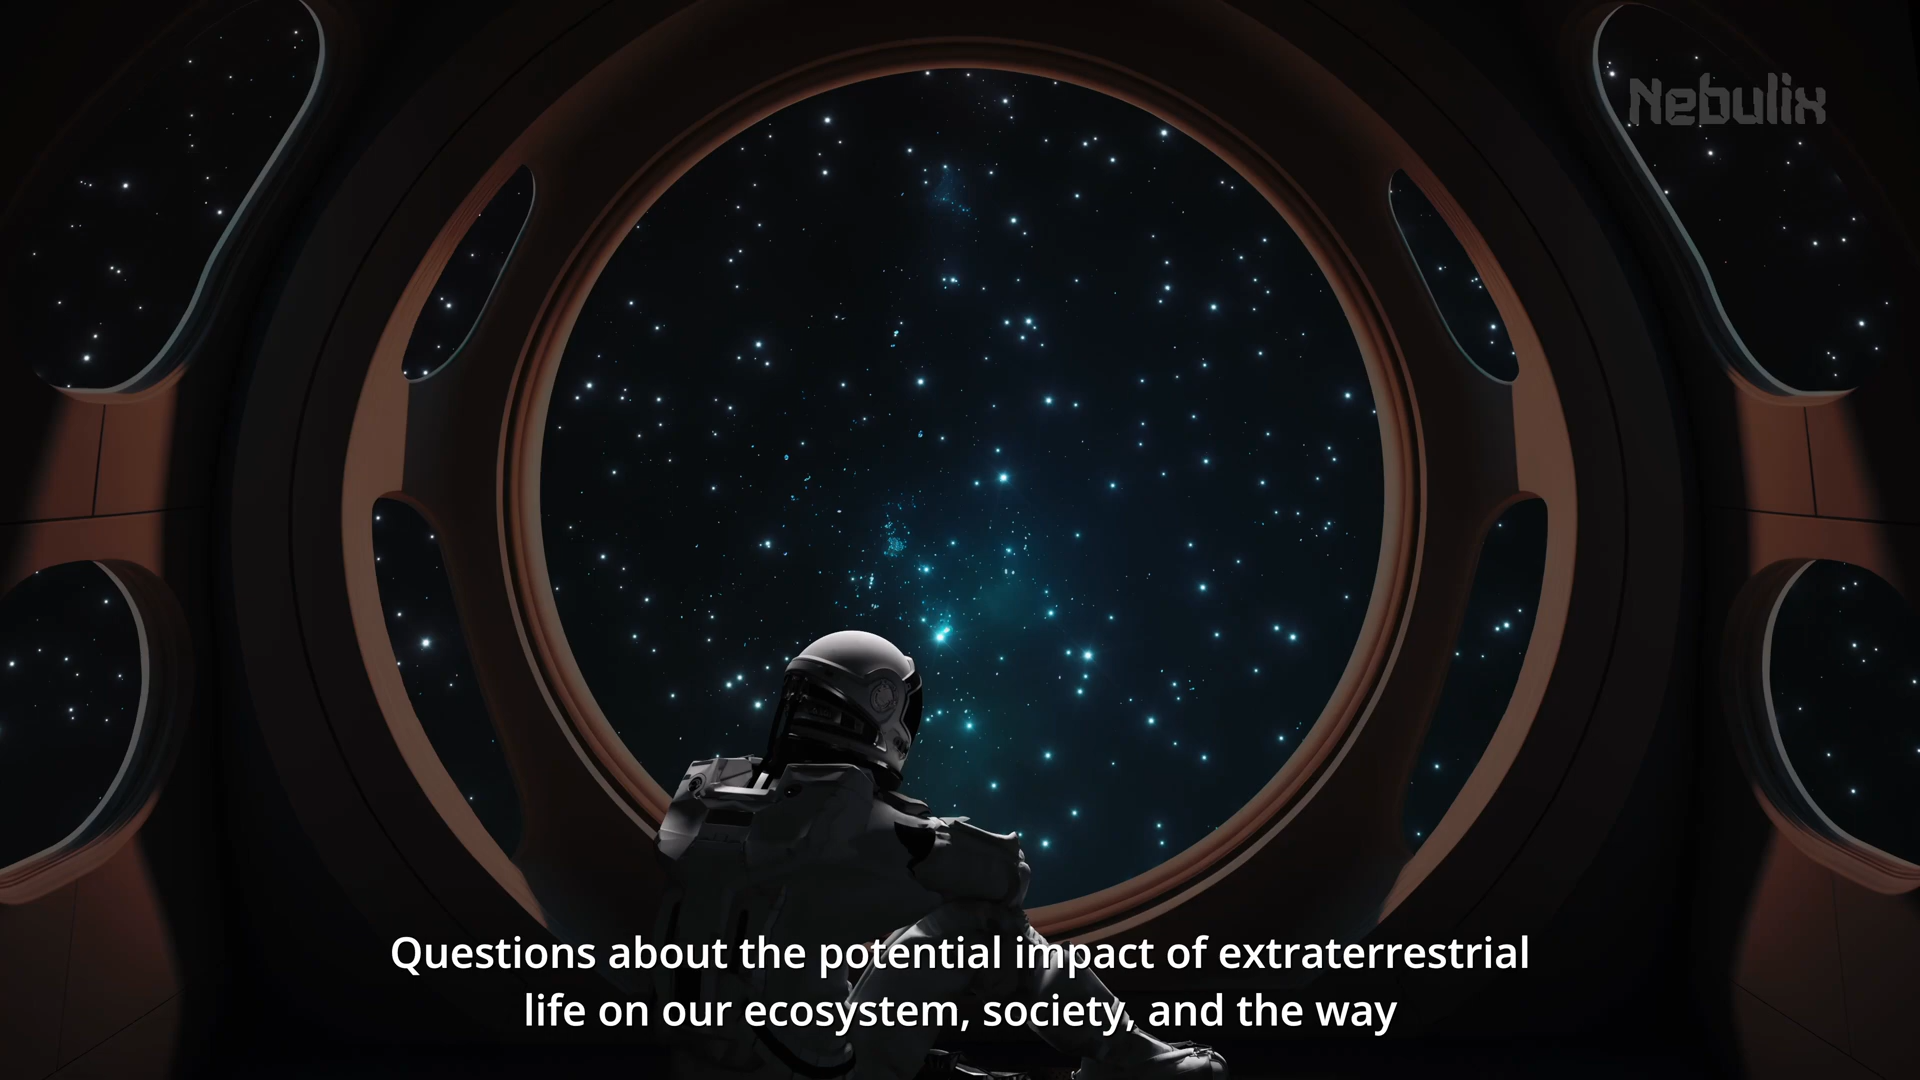 Nebulix
Questions about the potential impact of extraterrestrial
life on our ecosystem, society, and the way